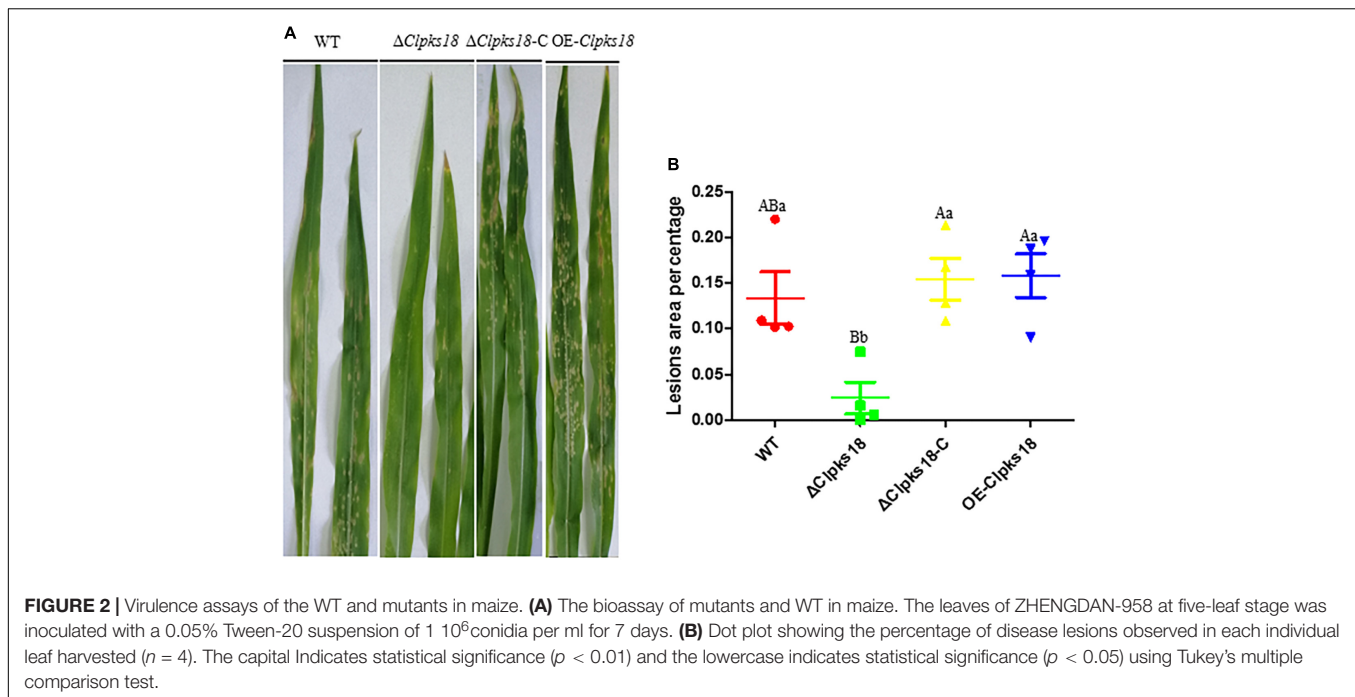 A
WT ΔClpks18 ΔClpks18-C OE-Clpks18
B
Lesions area percentage
0.25
0.20
0.15
0.10
0.05
0.00
ABa
Bb
Aa
Aa
WT
ΔClpks18
ΔClpks18-C
OE-Clpks18
FIGURE 2 | Virulence assays of the WT and mutants in maize. (A) The bioassay of mutants and WT in maize. The leaves of ZHENGDAN-958 at five-leaf stage was
inoculated with a 0.05% Tween-20 suspension of 1 10⁶conidia per ml for 7 days. (B) Dot plot showing the percentage of disease lesions observed in each individual
leaf harvested (n = 4). The capital Indicates statistical significance (p < 0.01) and the lowercase indicates statistical significance (p < 0.05) using Tukey's multiple
comparison test.